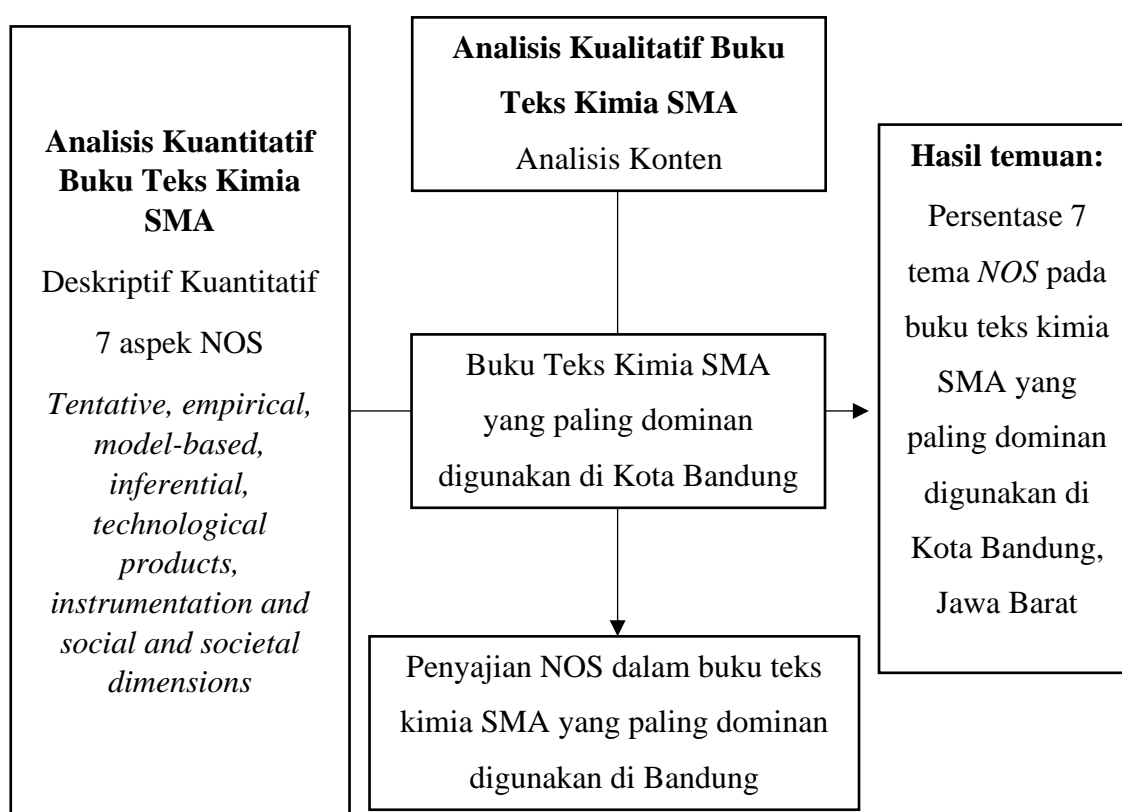 Analisis Kuantitatif
Buku Teks Kimia
SMA
Deskriptif Kuantitatif
7 aspek NOS
Tentative, empirical,
model-based,
inferential,
technological
products,
instrumentation and
social and societal
dimensions
Analisis Kualitatif Buku
Teks Kimia SMA
Analisis Konten
Buku Teks Kimia SMA
yang paling dominan
digunakan di Kota Bandung
Penyajian NOS dalam buku teks
kimia SMA yang paling dominan
digunakan di Bandung
Hasil temuan:
Persentase 7
tema NOS pada
buku teks kimia
SMA yang
paling dominan
digunakan di
Kota Bandung,
Jawa Barat